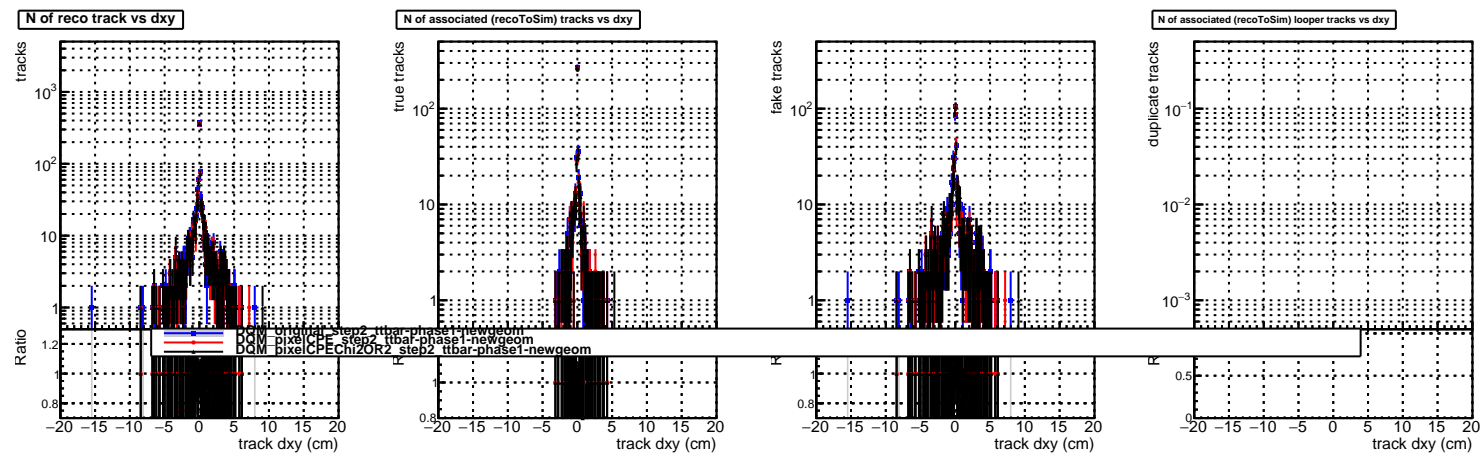 N of reco track vs dxy
tracks
10³
10²
10
1
Ratio
1.2
1
0.8
−20 −15 −10 −5 0 5 10 15 20
track dxy (cm)
N of associated (recoToSim) tracks vs dxy
true tracks
10²
10
1
1
0.8
−20 −15 −10 −5 0 5 10 15 20
track dxy (cm)
fake tracks
10²
10
1
1
0.8
−20 −15 −10 −5 0 5 10 15 20
track dxy (cm)
N of associated (recoToSim) looper tracks vs dxy
duplicate tracks
10⁻¹
10⁻²
10⁻³
0.5
0
−20 −15 −10 −5 0 5 10 15 20
track dxy (cm)
DQM_original_step2_ttbar-phase1-newgeom
DQM_pixelCPE_step2_ttbar-phase1-newgeom
DQM_pixelCPEChi2OR2_step2_ttbar-phase1-newgeom